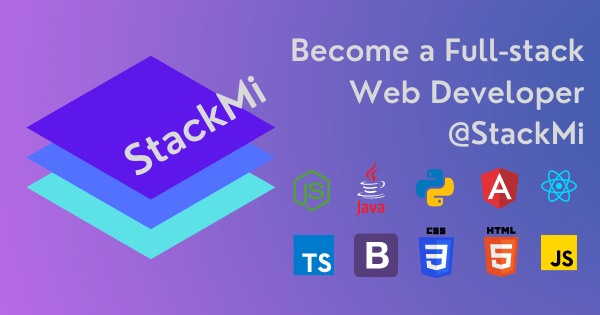 StackMi
Become a Full-stack
Web Developer
@StackMi
JS
Java
A
TS
B
CSS
3
HTML
5
JS